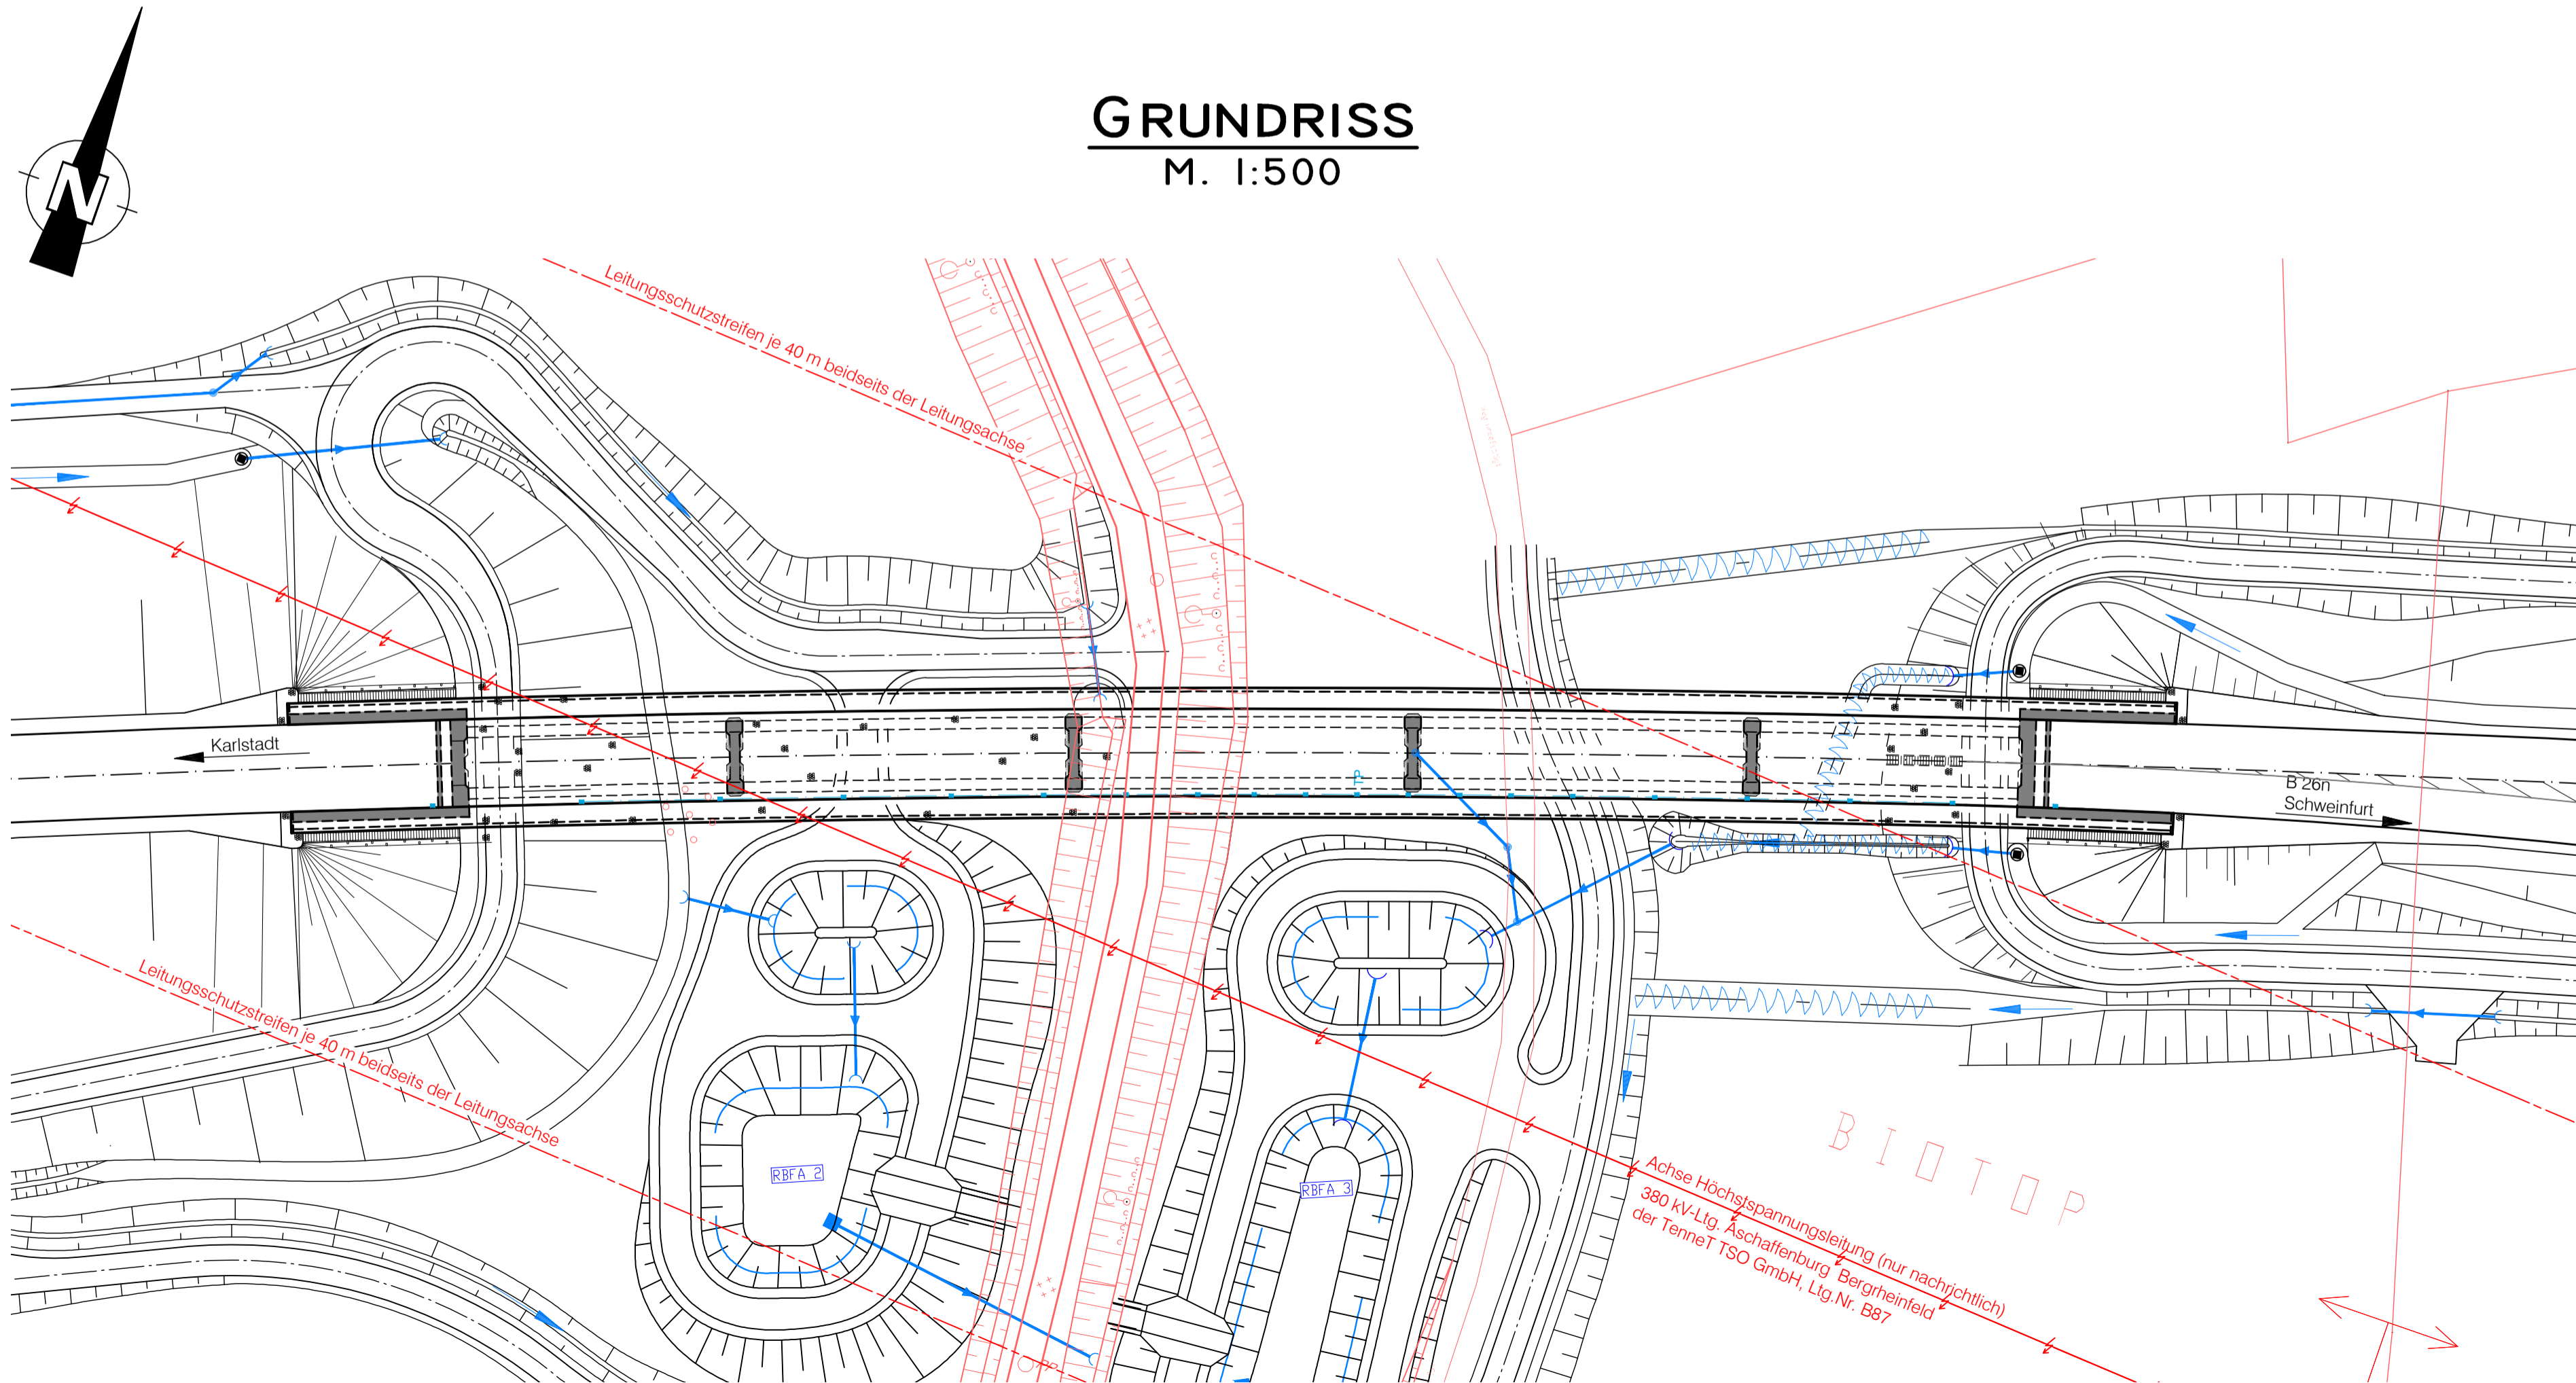 GRUNDRISS
M. 1:500
N
Leitungsschutzstreifen je 40 m beidseits der Leitungsachse
Karlstadt
TP
B 26n
Schweinfurt
Leitungsschutzstreifen je 40 m beidseits der Leitungsachse
RBFA 2
RBFA 3
BIOTOP
Achse Höchstspannungsleitung (nur nachrichtlich)
380 kV-Ltg. Aschaffenburg Bergrheinfeld
der TenneT TSO GmbH, Ltg.Nr. B87